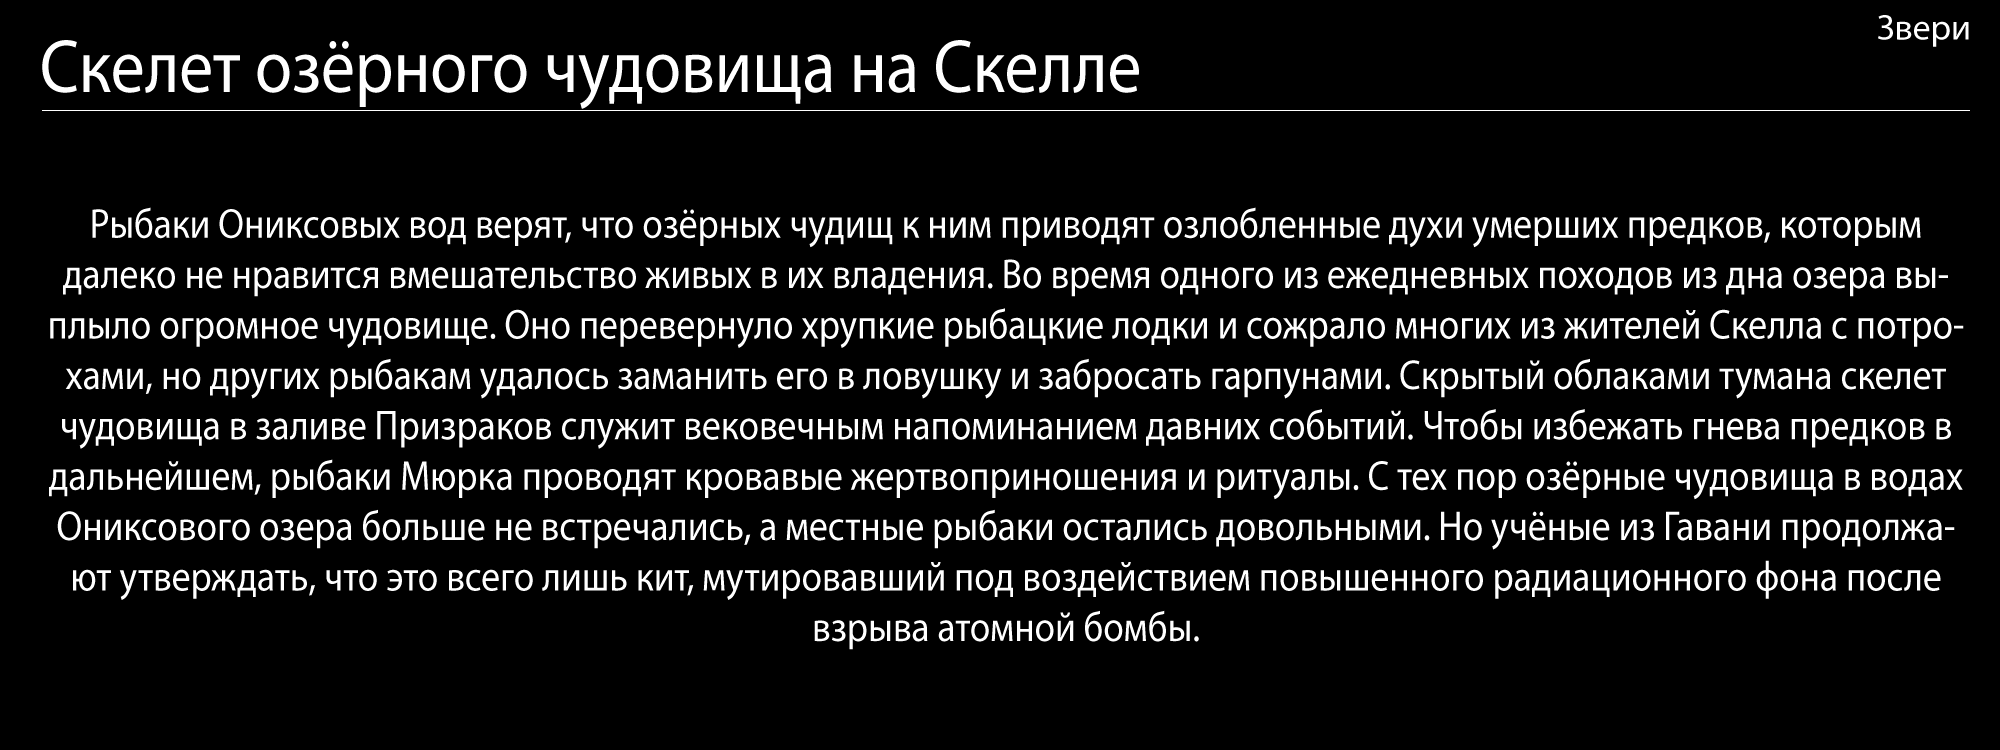 Звери
Скелет озёрного чудовища на Скелле
Рыбаки Ониксовых вод верят, что озёрных чудищ к ним приводят озлобленные духи умерших предков, которым
далеко не нравится вмешательство живых в их владения. Во время одного из ежедневных походов из дна озера вы-
плыло огромное чудовище. Оно перевернуло хрупкие рыбацкие лодки и сожрало многих из жителей Скелла с потро-
хами, но других рыбакам удалось заманить его в ловушку и забросать гарпунами. Скрытый облаками тумана скелет
чудовища в заливе Призраков служит вековечным напоминанием давних событий. Чтобы избежать гнева предков в
дальнейшем, рыбаки Мюрка проводят кровавые жертвоприношения и ритуалы. С тех пор озёрные чудовища в водах
Ониксового озера больше не встречались, а местные рыбаки остались довольными. Но учёные из Гавани продолжа-
ют утверждать, что это всего лишь кит, мутировавший под воздействием повышенного радиационного фона после
взрыва атомной бомбы.